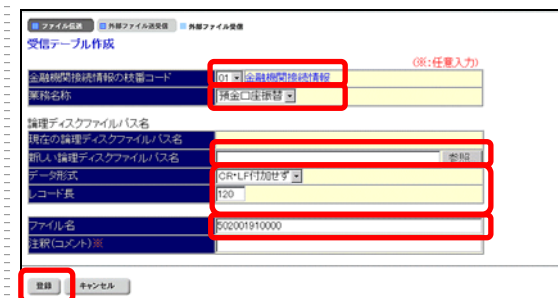 ファイル伝送 外部ファイル送受信 外部ファイル受信
受信テーブル作成
(※:任意入力)
金融機関接続情報の枝番コード 01 金融機関接続情報
業務名称 預金口座振替
論理ディスクファイルパス名
現在の論理ディスクファイルパス名
新しい論理ディスクファイルパス名 参照
データ形式 CR・LF付加せず
レコード長 120
ファイル名 502001910000
注釈(コメント)※
登録 キャンセル